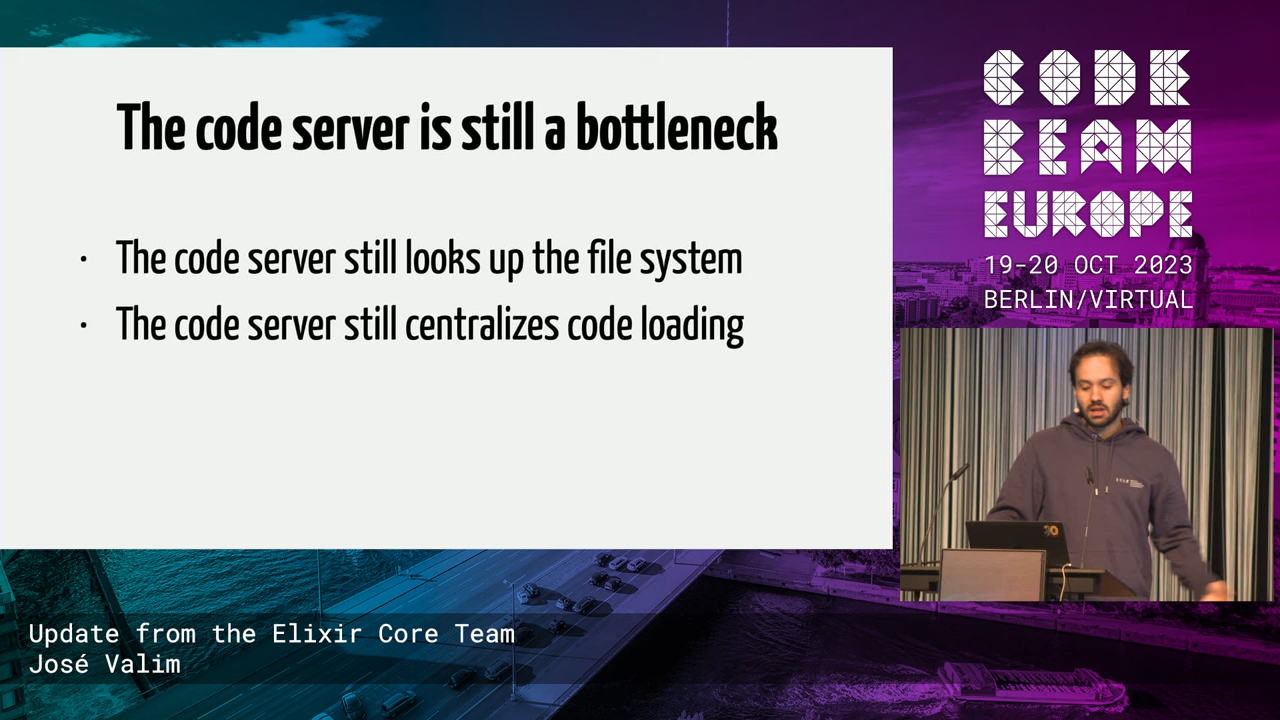 The code server is still a bottleneck
· The code server still looks up the file system
· The code server still centralizes code loading
CODE
BEAM
EUROPE
19-20 OCT 2023
BERLIN/VIRTUAL
Update from the Elixir Core Team
José Valim